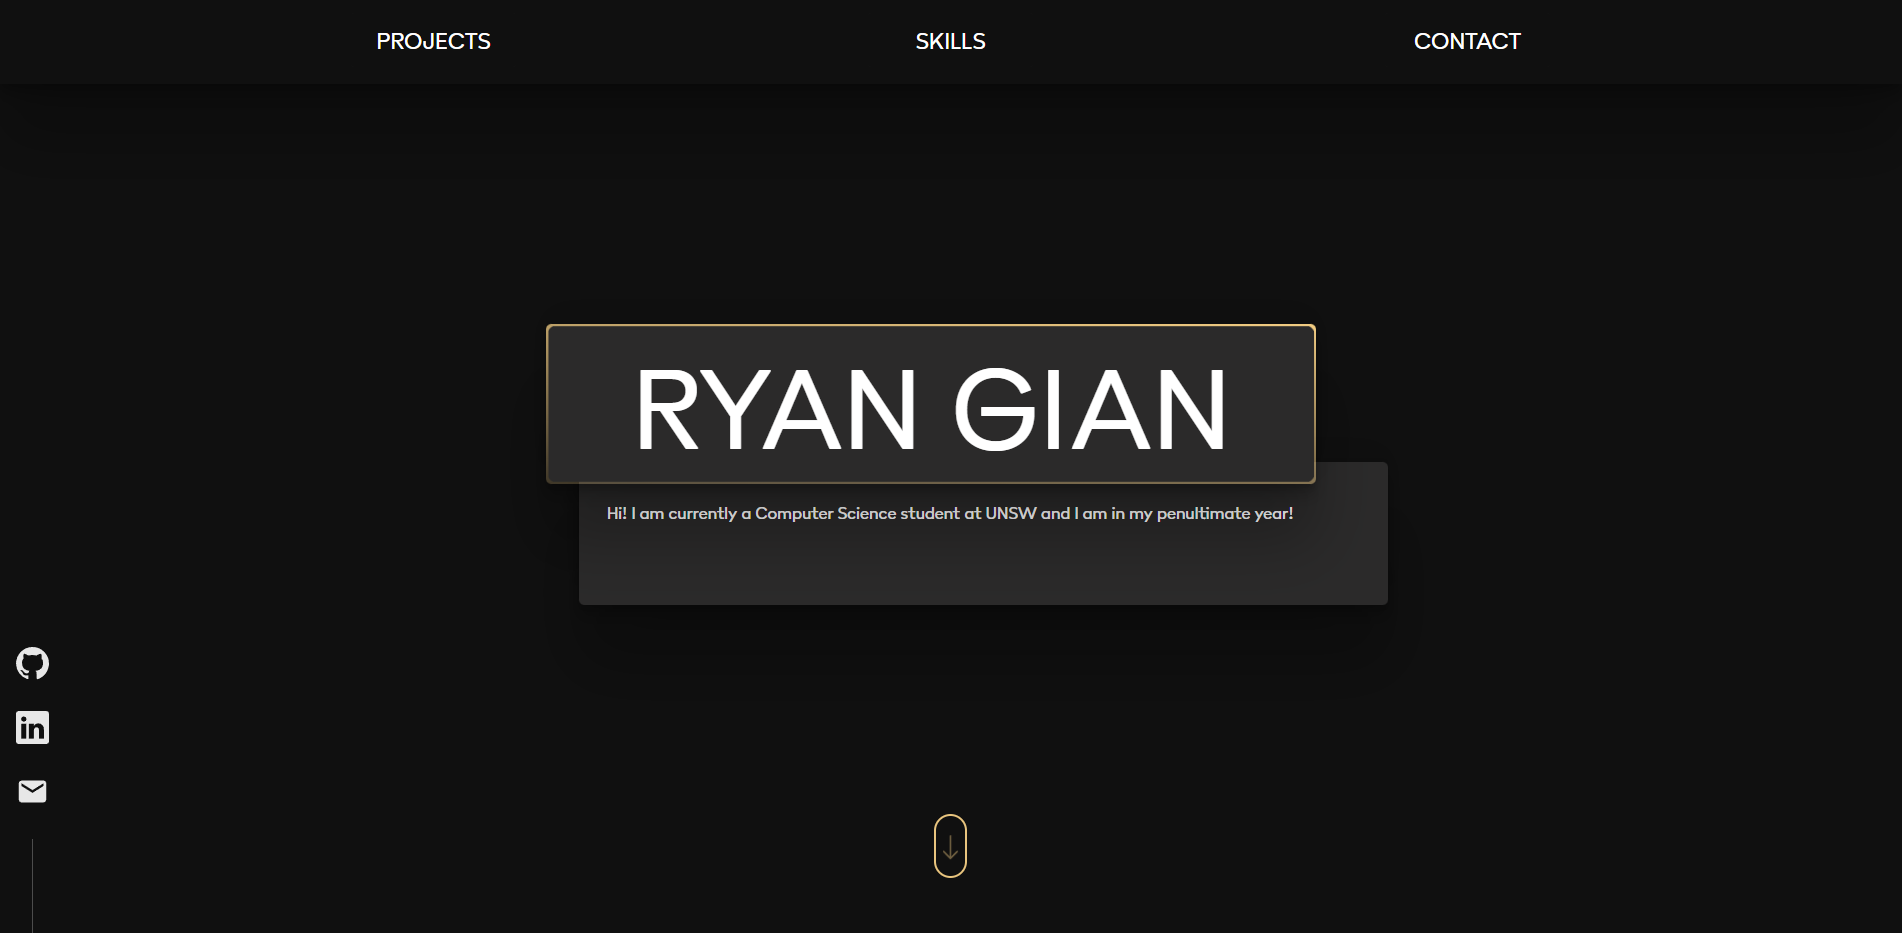 PROJECTS
SKILLS
CONTACT
RYAN GIAN
Hi! I am currently a Computer Science student at UNSW and I am in my penultimate year!
in